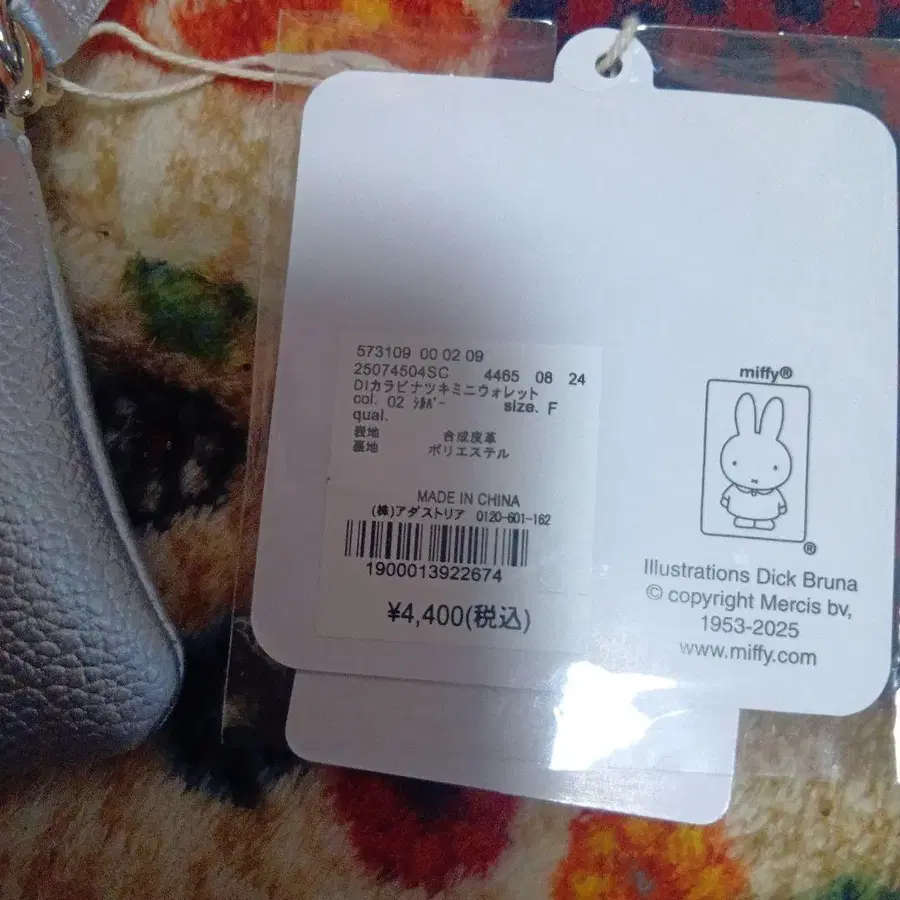 573109 00 02 09
25074504SC 4465 08 24
DIカラビナツキミニウォレット
col. 02 ｼﾙﾊﾞｰ size. F
qual.
表地 合成皮革
裏地 ポリエステル
MADE IN CHINA
(株)アダストリア 0120-601-162
1900013922674
¥4,400(税込)
miffy®
®
Illustrations Dick Bruna
© copyright Mercis bv,
1953-2025
www.miffy.com